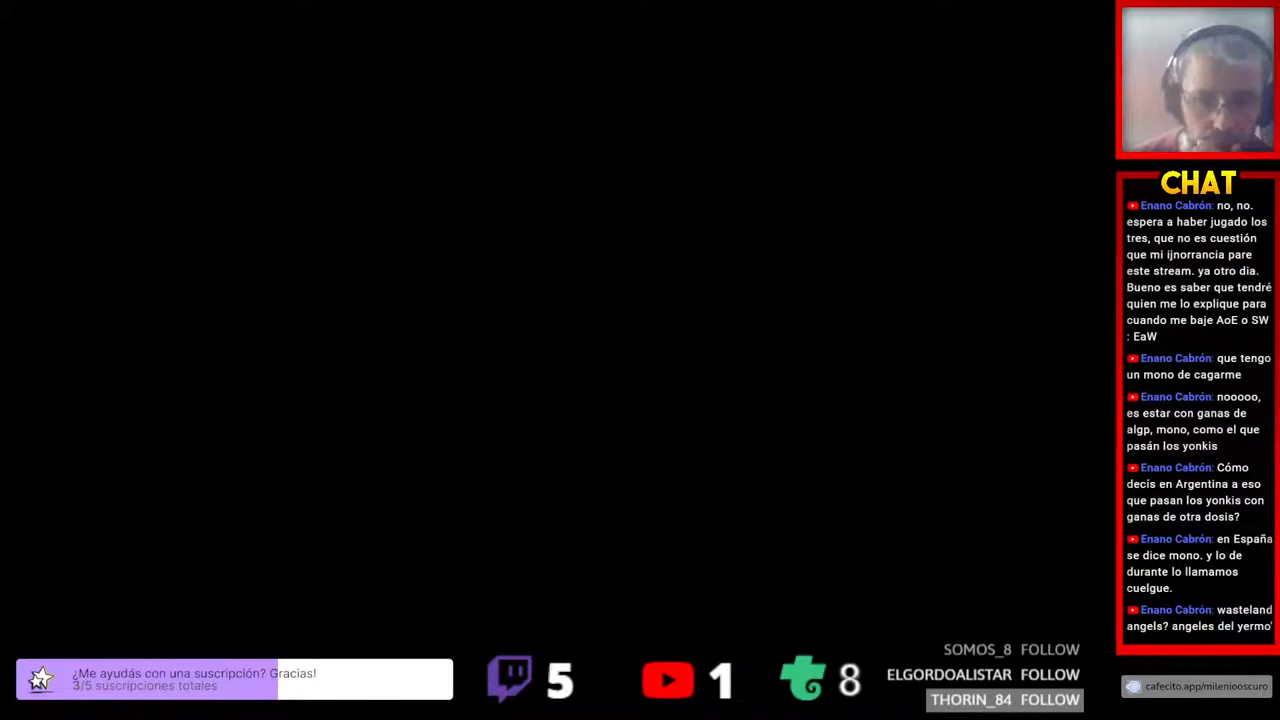 CHAT
Enano Cabrón: no, no.
espera a haber jugado los
tres, que no es cuestión
que mi ijnorrancia pare
este stream. ya otro dia.
Bueno es saber que tendré
quien me lo explique para
cuando me baje AoE o SW
: EaW
Enano Cabrón: que tengo
un mono de cagarme
Enano Cabrón: nooooo,
es estar con ganas de
algp, mono, como el que
pasán los yonkis
Enano Cabrón: Cómo
decís en Argentina a eso
que pasan los yonkis con
ganas de otra dosis?
Enano Cabrón: en España
se dice mono. y lo de
durante lo llamamos
cuelgue.
Enano Cabrón: wasteland
angels? angeles del yermo
¿Me ayudás con una suscripción? Gracias!
3/5 suscripciones totales
5
1
8
SOMOS_8 FOLLOW
ELGORDOALISTAR FOLLOW
THORIN_84 FOLLOW
cafecito.app/mileniooscuro